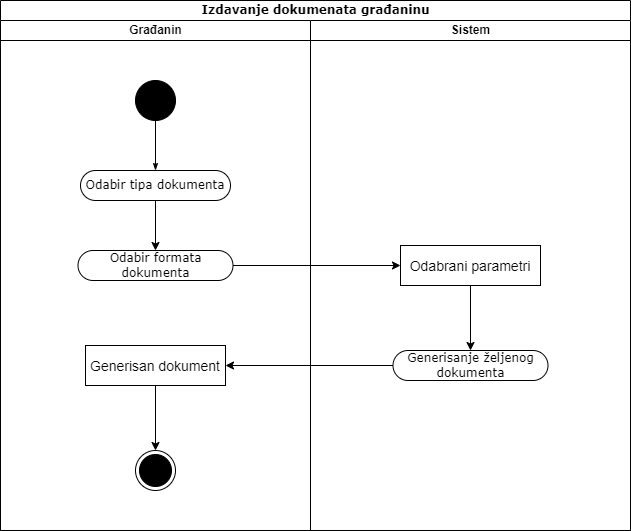 Izdavanje dokumenata građaninu
Građanin
Sistem
Odabir tipa dokumenta
Odabir formata
dokumenta
Odabrani parametri
Generisanje željenog
dokumenta
Generisan dokument